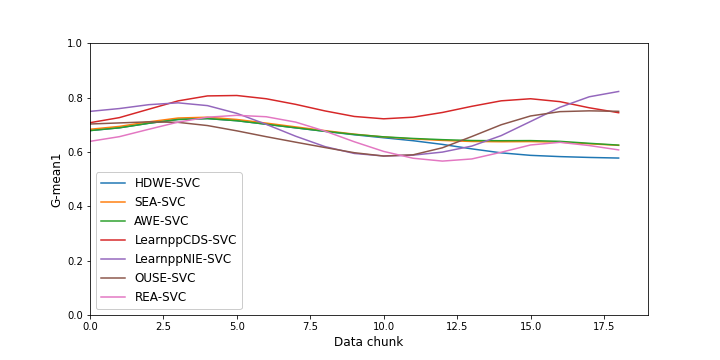 1.0
0.8
0.6
0.4
0.2
0.0
G-mean1
HDWE-SVC
SEA-SVC
AWE-SVC
LearnppCDS-SVC
LearnppNIE-SVC
OUSE-SVC
REA-SVC
0.0 2.5 5.0 7.5 10.0 12.5 15.0 17.5
Data chunk